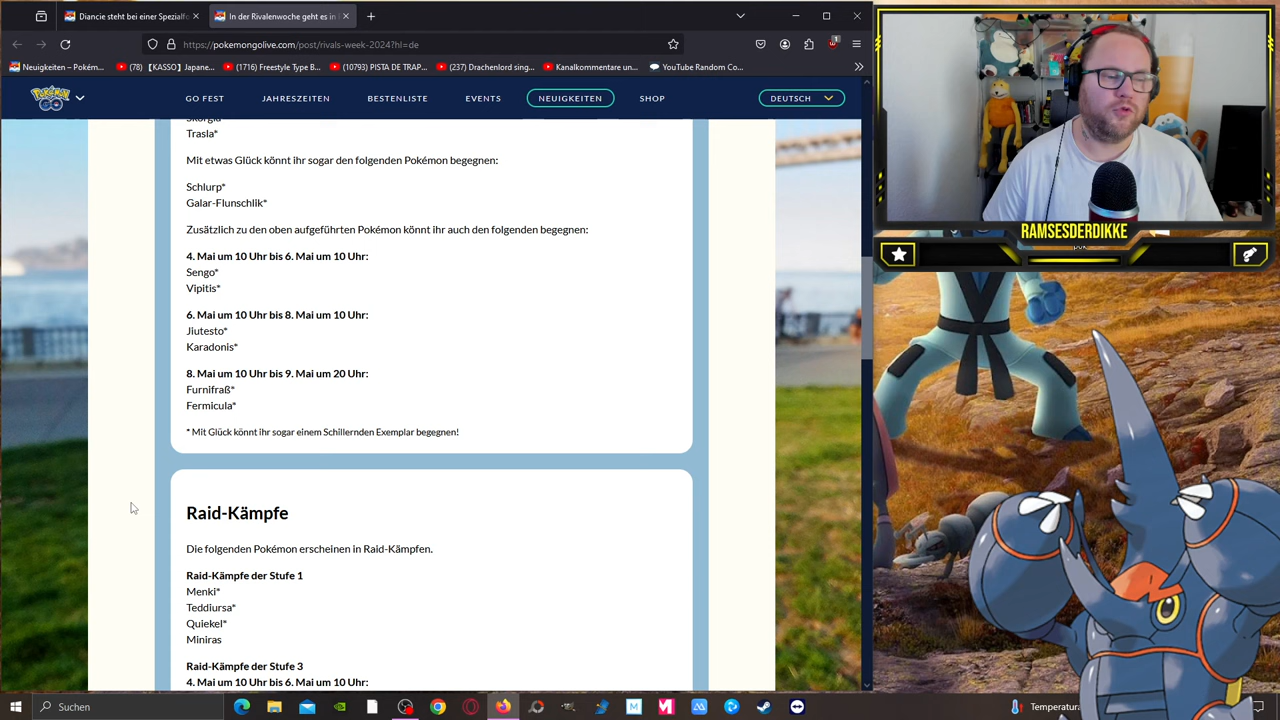 Diancie steht bei einer Spezialfo
In der Rivalenwoche geht es in
https://pokemongolive.com/post/rivals-week-2024?hl=de
Neuigkeiten – Pokém...
(78) 【KASSO】Japane...
(1716) Freestyle Type B...
(10793) PISTA DE TRAP...
(237) Drachenlord sing...
Kanalkommentare un...
YouTube Random Co...
POKÉMON GO
GO FEST
JAHRESZEITEN
BESTENLISTE
EVENTS
NEUIGKEITEN
SHOP
DEUTSCH
Skorgla
Trasla*
Mit etwas Glück könnt ihr sogar den folgenden Pokémon begegnen:
Schlurp*
Galar-Flunschlik*
Zusätzlich zu den oben aufgeführten Pokémon könnt ihr auch den folgenden begegnen:
4. Mai um 10 Uhr bis 6. Mai um 10 Uhr:
Sengo*
Vipitis*
6. Mai um 10 Uhr bis 8. Mai um 10 Uhr:
Jiutesto*
Karadonis*
8. Mai um 10 Uhr bis 9. Mai um 20 Uhr:
Furnifraß*
Fermicula*
* Mit Glück könnt ihr sogar einem Schillernden Exemplar begegnen!
Raid-Kämpfe
Die folgenden Pokémon erscheinen in Raid-Kämpfen.
Raid-Kämpfe der Stufe 1
Menki*
Teddiursa*
Quiekel*
Miniras
Raid-Kämpfe der Stufe 3
4. Mai um 10 Uhr bis 6. Mai um 10 Uhr:
RAMSESDERDIKKE
Suchen
Temperatur